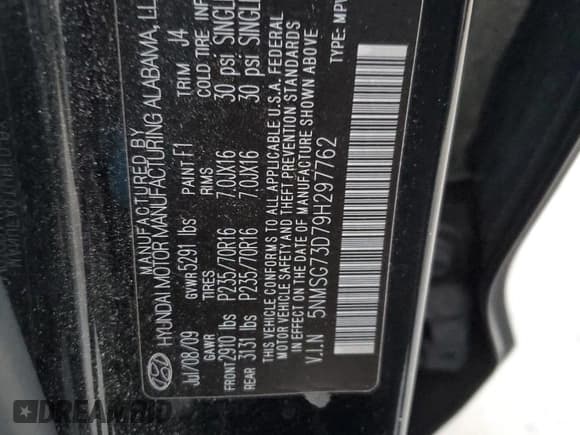 MANUFACTURED BY
HYUNDAI MOTOR MANUFACTURING ALABAMA, LL
Jul/08/09 GVWR 5291 lbs PAINT F1 TRIM J4
GAWR TIRES RIMS COLD TIRE INF
FRONT 2910 lbs P235/70R16 7.0JX16 30 psi SINGL
REAR 3131 lbs P235/70R16 7.0JX16 30 psi SINGL
THIS VEHICLE CONFORMS TO ALL APPLICABLE U.S.A. FEDERAL
MOTOR VEHICLE SAFETY AND THEFT PREVENTION STANDARDS
IN EFFECT ON THE DATE OF MANUFACTURE SHOWN ABOVE
V.I.N 5NMSG73D79H297762 TYPE: MPV
DREAMBID